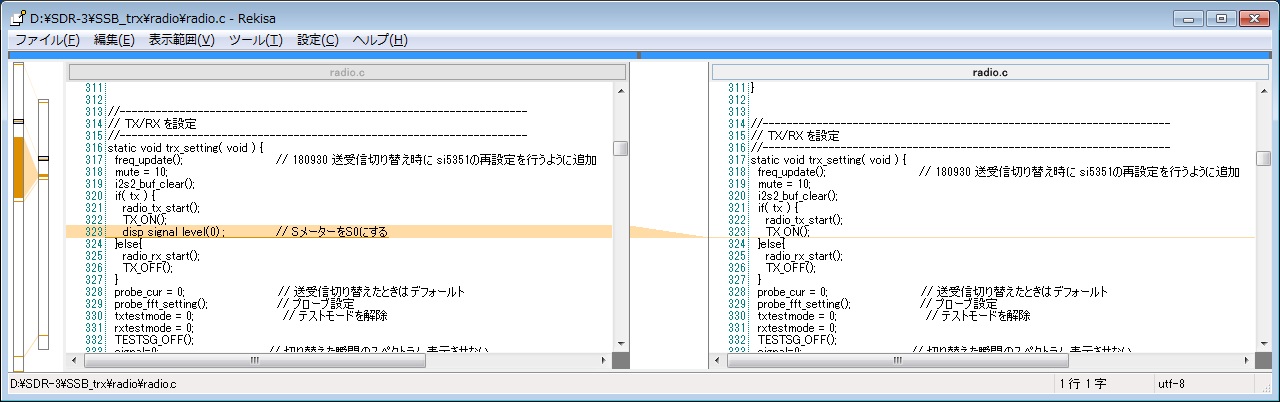 D:¥SDR-3¥SSB_trx¥radio¥radio.c - Rekisa
ファイル(F) 編集(E) 表示範囲(V) ツール(T) 設定(C) ヘルプ(H)
radio.c
311
312
313 //--------------------------------------------------------------------
314 // TX/RX を設定
315 //--------------------------------------------------------------------
316 static void trx_setting( void ) {
317 freq_update(); // 180930 送受信切り替え時に si5351の再設定を行うように追加
318 mute = 10;
319 i2s2_buf_clear();
320 if( tx ) {
321 radio_tx_start();
322 TX_ON();
323 disp_signal_level(0); // SメーターをS0にする
324 }else{
325 radio_rx_start();
326 TX_OFF();
327 }
328 probe_cur = 0; // 送受信切り替えたときはデフォールト
329 probe_fft_setting(); // プローブ設定
330 txtestmode = 0; // テストモードを解除
331 rxtestmode = 0;
332 TESTSG_OFF();
333 signal=0; // 切り替えた瞬間のスペクトラム表示させない
radio.c
311 }
312
313
314 //--------------------------------------------------------------------
315 // TX/RX を設定
316 //--------------------------------------------------------------------
317 static void trx_setting( void ) {
318 freq_update(); // 180930 送受信切り替え時に si5351の再設定を行うように追加
319 mute = 10;
320 i2s2_buf_clear();
321 if( tx ) {
322 radio_tx_start();
323 TX_ON();
324 }else{
325 radio_rx_start();
326 TX_OFF();
327 }
328 probe_cur = 0; // 送受信切り替えたときはデフォールト
329 probe_fft_setting(); // プローブ設定
330 txtestmode = 0; // テストモードを解除
331 rxtestmode = 0;
332 TESTSG_OFF();
333 signal=0; // 切り替えた瞬間のスペクトラム表示させない
D:¥SDR-3¥SSB_trx¥radio¥radio.c 1 行 1 字 utf-8